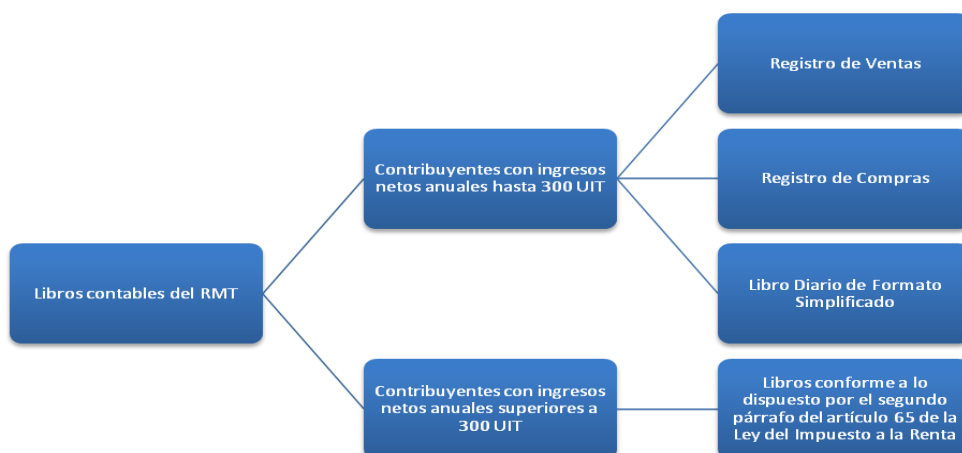 Libros contables del RMT
Contribuyentes con ingresos
netos anuales hasta 300 UIT
Registro de Ventas
Registro de Compras
Libro Diario de Formato
Simplificado
Contribuyentes con ingresos
netos anuales superiores a
300 UIT
Libros conforme a lo
dispuesto por el segundo
párrafo del artículo 65 de la
Ley del Impuesto a la Renta